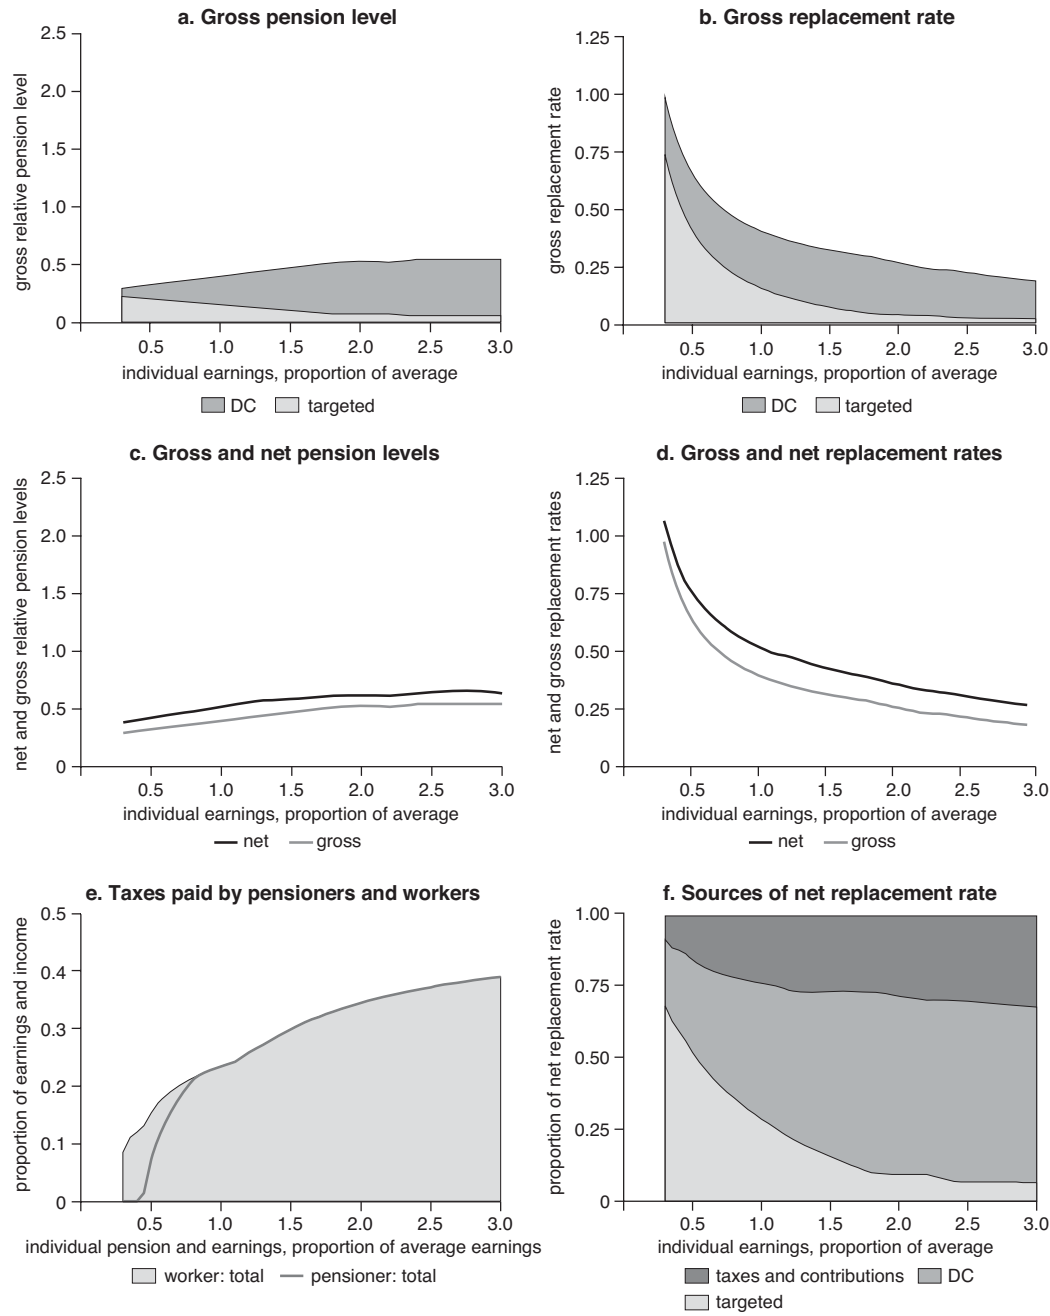 a. Gross pension level
gross relative pension level
2.5
2.0
1.5
1.0
0.5
0
0.5 1.0 1.5 2.0 2.5 3.0
individual earnings, proportion of average
DC targeted
b. Gross replacement rate
gross replacement rate
1.25
1.00
0.75
0.50
0.25
0
0.5 1.0 1.5 2.0 2.5 3.0
individual earnings, proportion of average
DC targeted
c. Gross and net pension levels
net and gross relative pension levels
2.5
2.0
1.5
1.0
0.5
0
0.5 1.0 1.5 2.0 2.5 3.0
individual earnings, proportion of average
net gross
d. Gross and net replacement rates
net and gross replacement rates
1.25
1.00
0.75
0.50
0.25
0
0.5 1.0 1.5 2.0 2.5 3.0
individual earnings, proportion of average
net gross
e. Taxes paid by pensioners and workers
proportion of earnings and income
0.5
0.4
0.3
0.2
0.1
0
0.5 1.0 1.5 2.0 2.5 3.0
individual pension and earnings, proportion of average earnings
worker: total pensioner: total
f. Sources of net replacement rate
proportion of net replacement rate
1.00
0.75
0.50
0.25
0
0.5 1.0 1.5 2.0 2.5 3.0
individual earnings, proportion of average
taxes and contributions DC
targeted